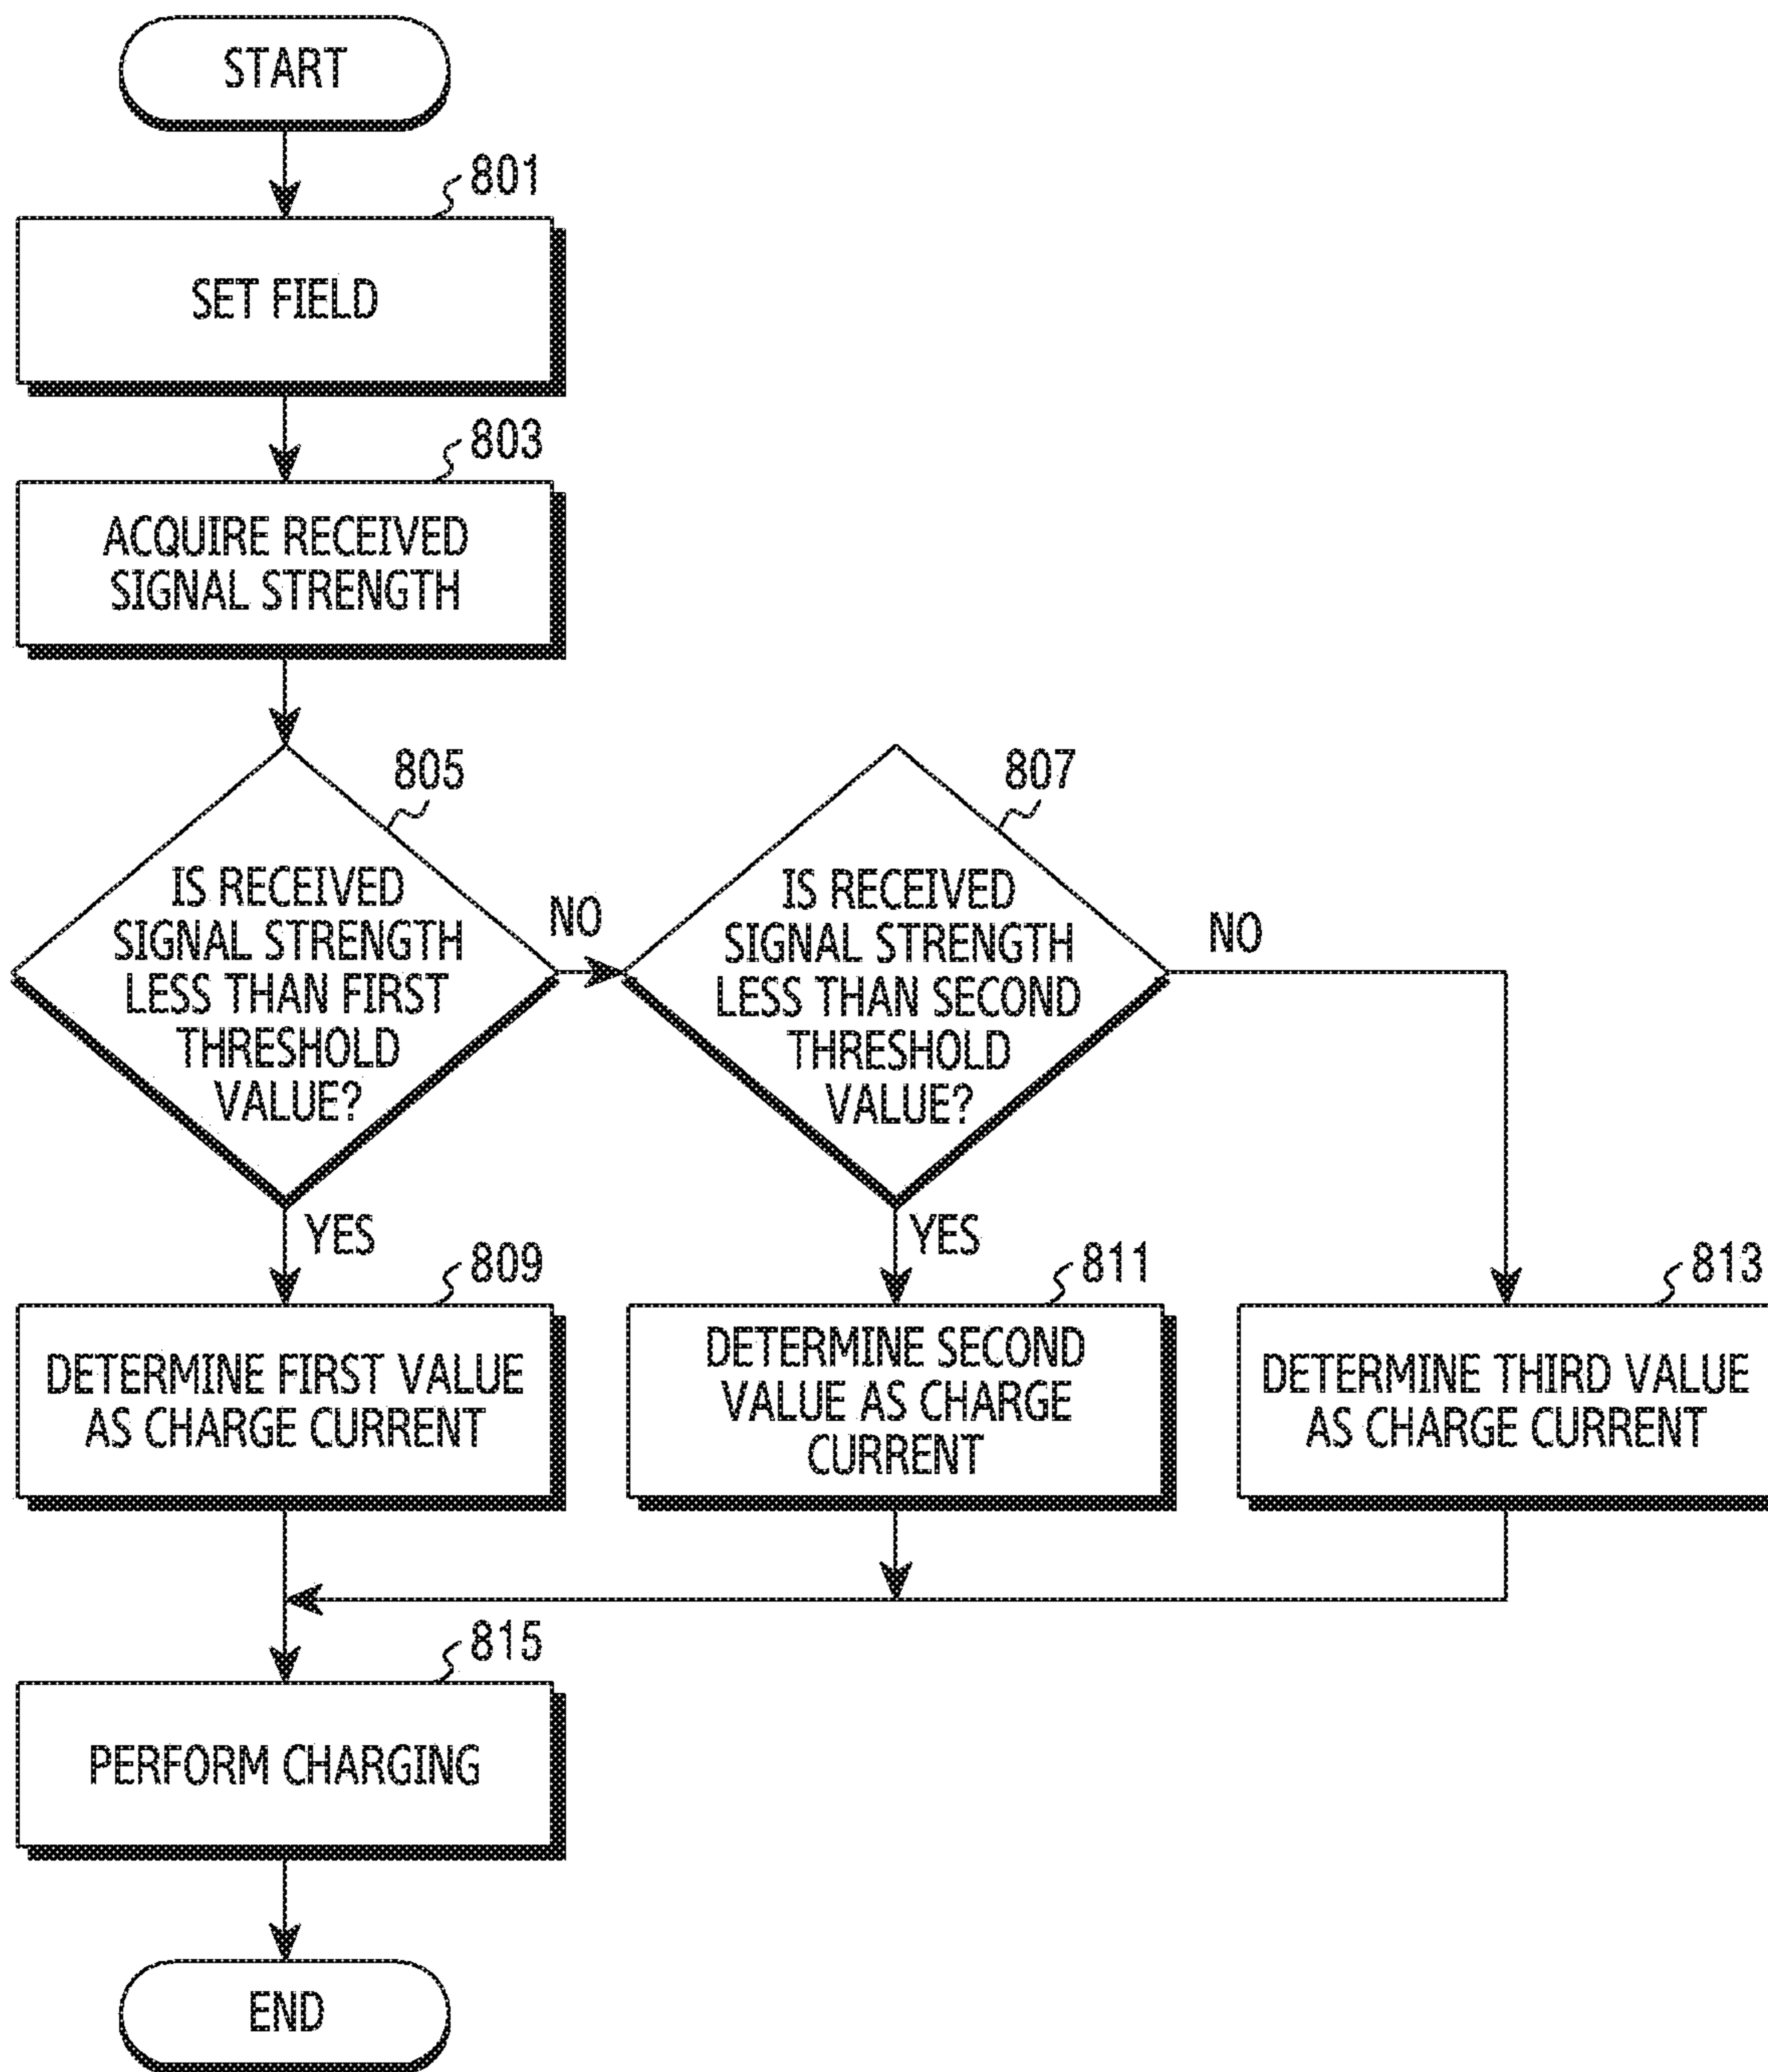 START
801
SET FIELD
803
ACQUIRE RECEIVED
SIGNAL STRENGTH
805
IS RECEIVED
SIGNAL STRENGTH
LESS THAN FIRST
THRESHOLD
VALUE?
NO
YES
807
IS RECEIVED
SIGNAL STRENGTH
LESS THAN SECOND
THRESHOLD
VALUE?
NO
YES
809
DETERMINE FIRST VALUE
AS CHARGE CURRENT
811
DETERMINE SECOND
VALUE AS CHARGE
CURRENT
813
DETERMINE THIRD VALUE
AS CHARGE CURRENT
815
PERFORM CHARGING
END